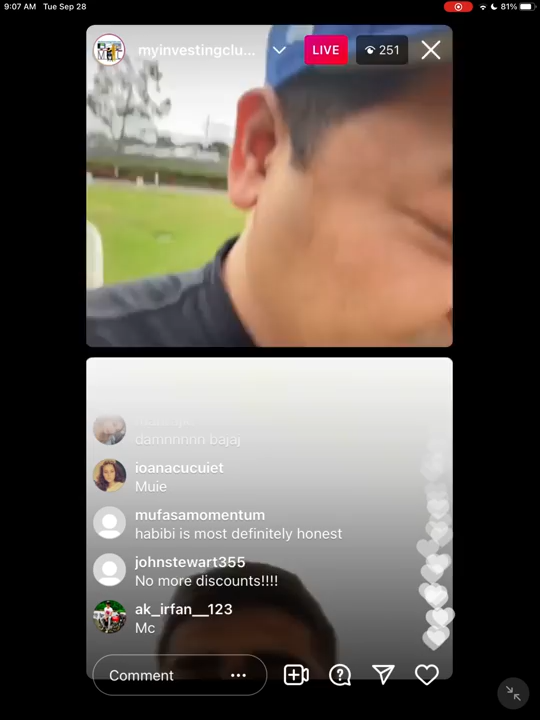 9:07 AM Tue Sep 28
81%
myinvestingclu...
LIVE
251
damnnnnn bajaj
ioanacucuiet
Muie
mufasamomentum
habibi is most definitely honest
johnstewart355
No more discounts!!!!
ak_irfan__123
Mc
Comment